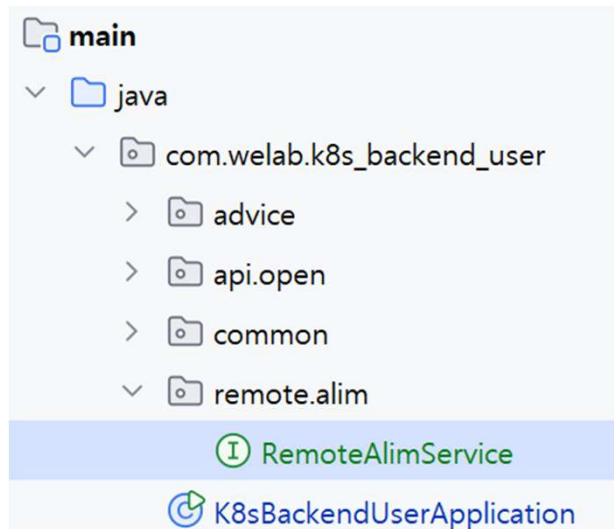 main
java
com.welab.k8s_backend_user
advice
api.open
common
remote.alim
RemoteAlimService
K8sBackendUserApplication